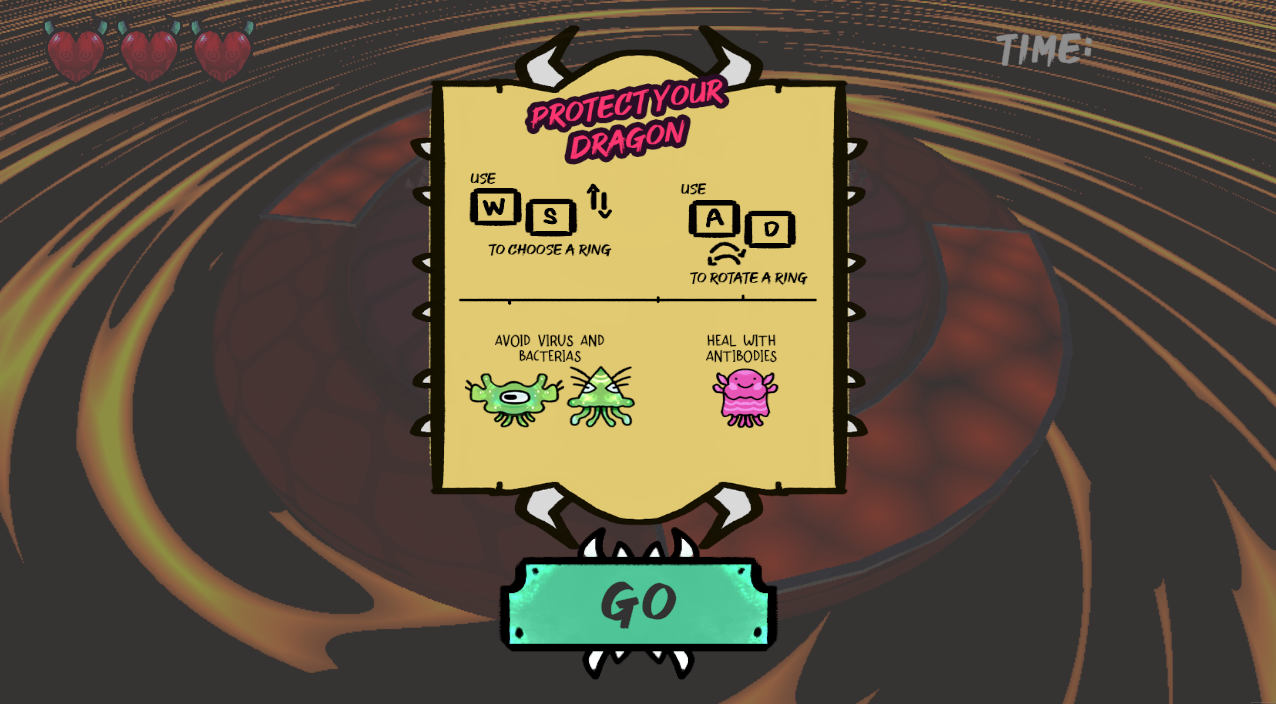 TIME:
PROTECT YOUR
DRAGON
USE
W S
TO CHOOSE A RING
USE
A D
TO ROTATE A RING
AVOID VIRUS AND
BACTERIAS
HEAL WITH
ANTIBODIES
GO